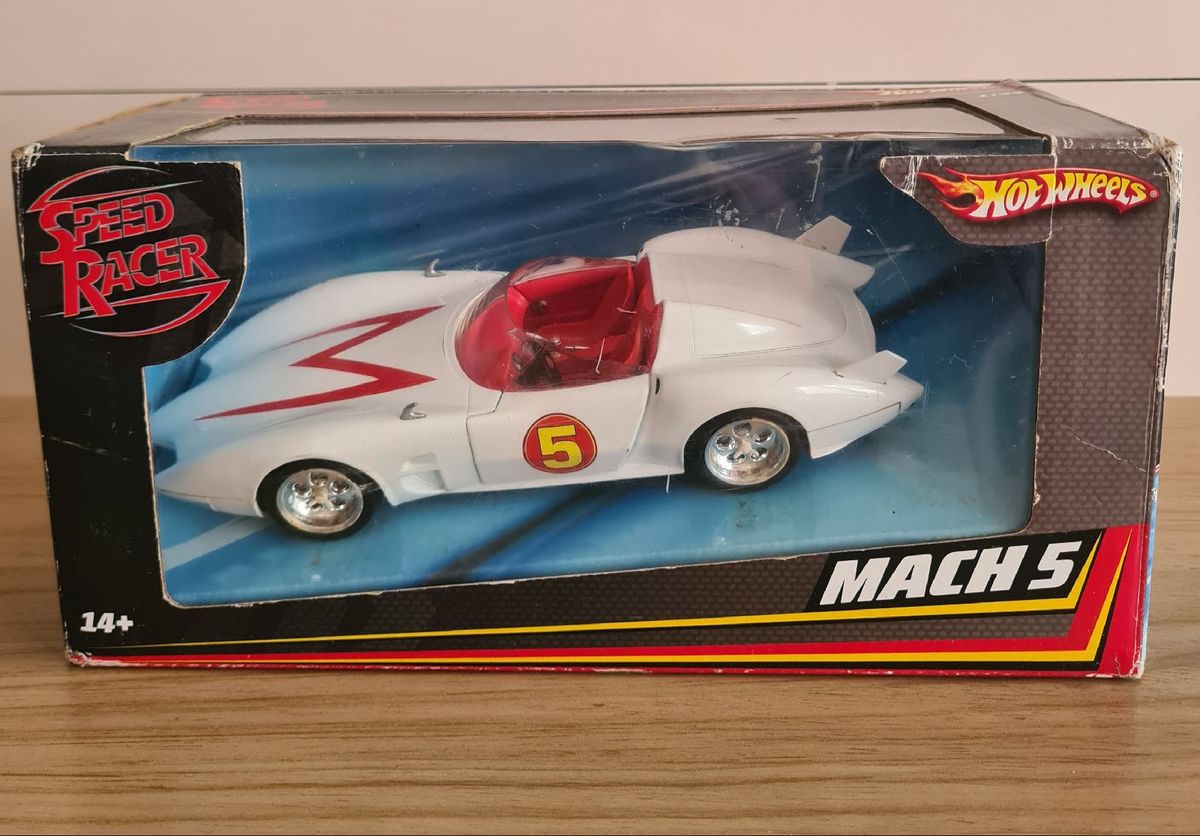 SPEED
RACER
HOT WHEELS®
5
MACH 5
14+